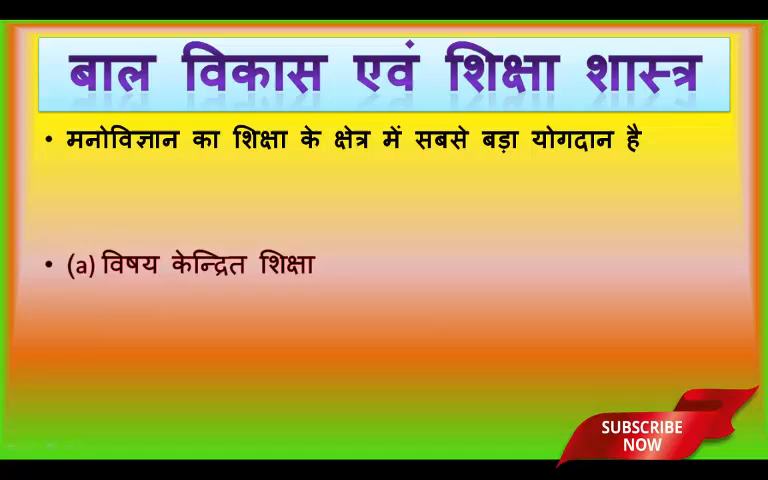 बाल विकास एवं शिक्षा शास्त्र
• मनोविज्ञान का शिक्षा के क्षेत्र में सबसे बड़ा योगदान है
• (a) विषय केन्द्रित शिक्षा
SUBSCRIBE
NOW